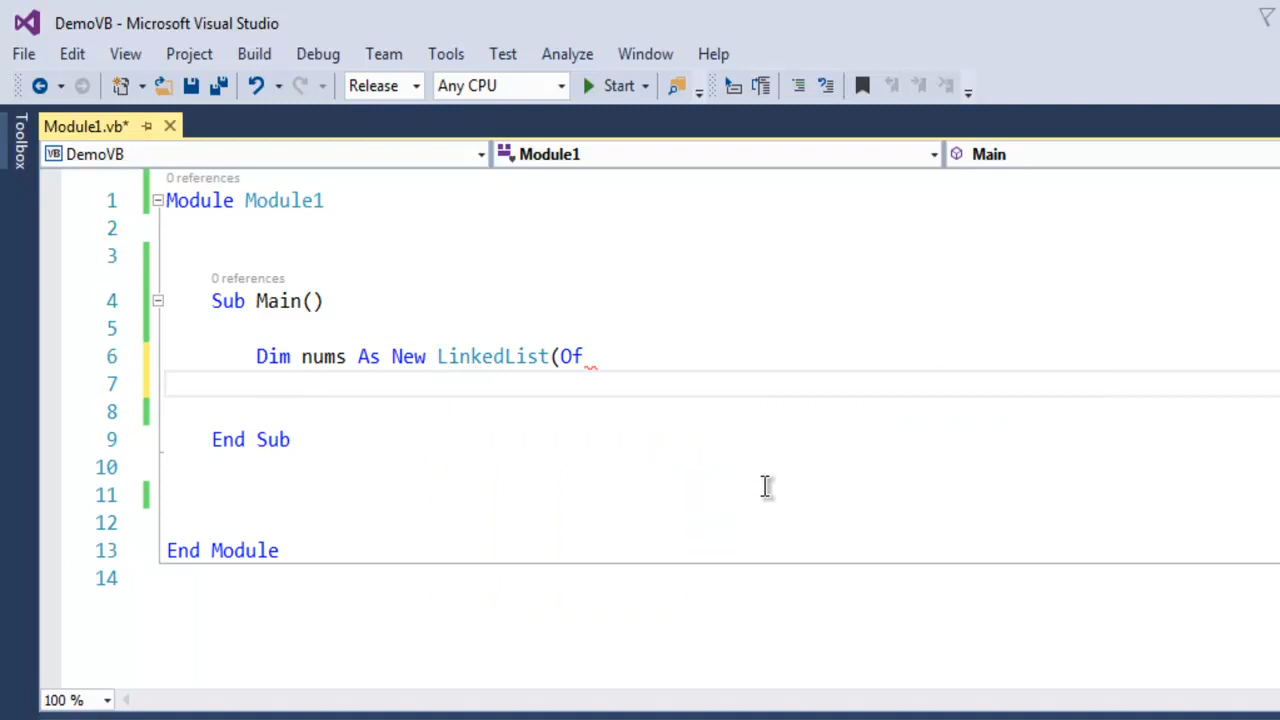 DemoVB - Microsoft Visual Studio
File Edit View Project Build Debug Team Tools Test Analyze Window Help
Release Any CPU Start
Toolbox
Module1.vb*
VB DemoVB Module1 Main
0 references
1 Module Module1
2
3
0 references
4 Sub Main()
5
6 Dim nums As New LinkedList(Of
7
8
9 End Sub
10
11
12
13 End Module
14
100 %